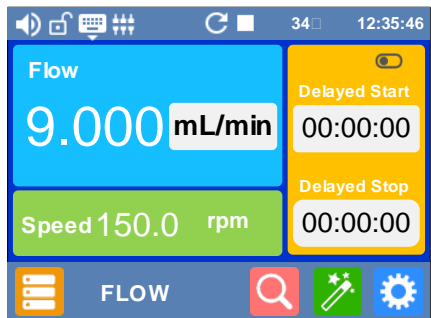 34 12:35:46
Flow
9.000 mL/min
Speed 150.0 rpm
Delayed Start
00:00:00
Delayed Stop
00:00:00
FLOW